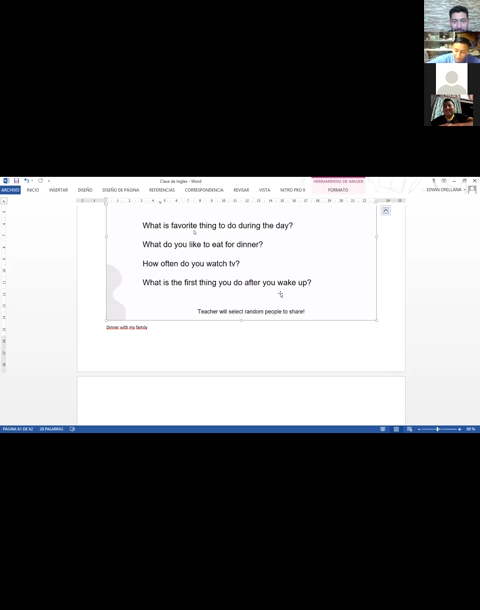 Clase de Ingles - Word
HERRAMIENTAS DE IMAGEN
ARCHIVO INICIO INSERTAR DISEÑO DISEÑO DE PÁGINA REFERENCIAS CORRESPONDENCIA REVISAR VISTA NITRO PRO 9 FORMATO EDWIN ORELLANA
What is favorite thing to do during the day?
What do you like to eat for dinner?
How often do you watch tv?
What is the first thing you do after you wake up?
Teacher will select random people to share!
Dinner with my family
PÁGINA 61 DE 62 20 PALABRAS 89 %